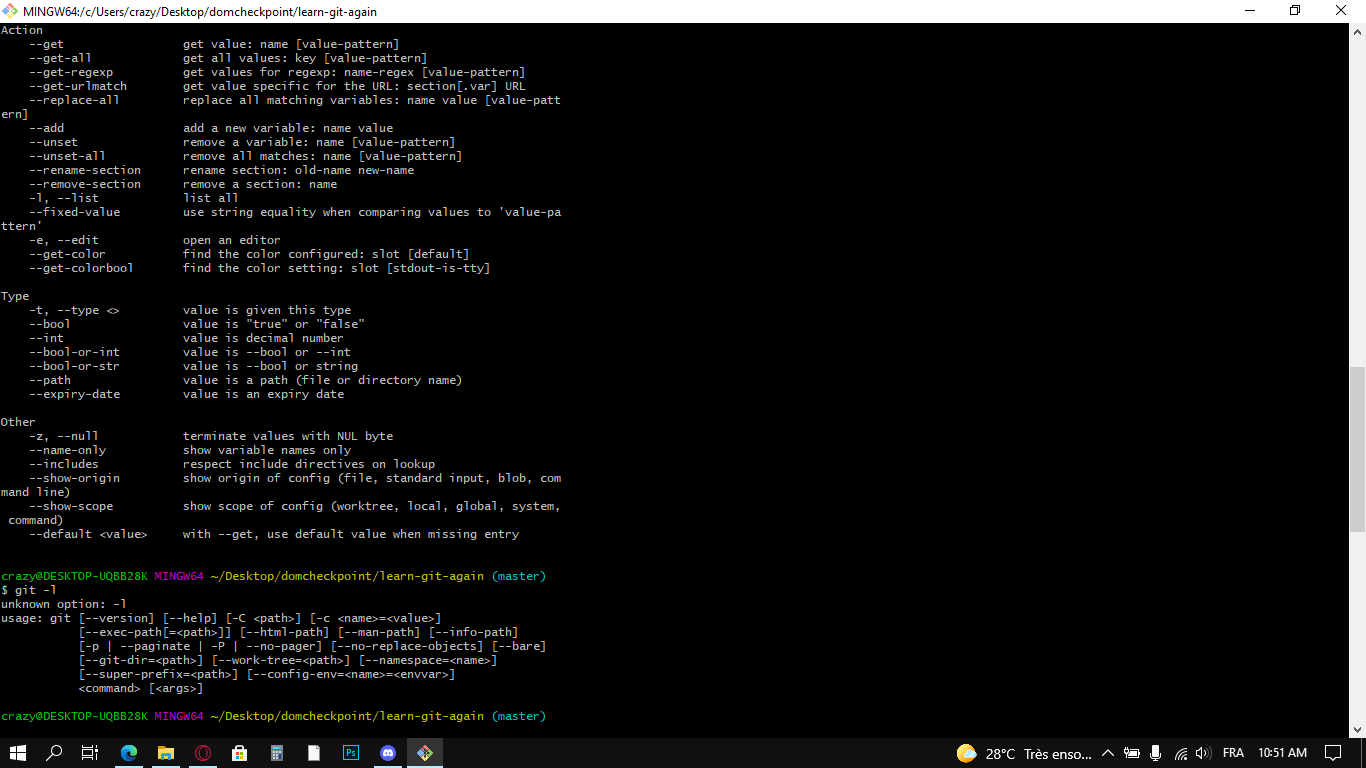 MINGW64:/c/Users/crazy/Desktop/domcheckpoint/learn-git-again
Action
    --get                 get value: name [value-pattern]
    --get-all             get all values: key [value-pattern]
    --get-regexp          get values for regexp: name-regex [value-pattern]
    --get-urlmatch        get value specific for the URL: section[.var] URL
    --replace-all         replace all matching variables: name value [value-patt
ern]
    --add                 add a new variable: name value
    --unset               remove a variable: name [value-pattern]
    --unset-all           remove all matches: name [value-pattern]
    --rename-section      rename section: old-name new-name
    --remove-section      remove a section: name
    -l, --list            list all
    --fixed-value         use string equality when comparing values to 'value-pa
ttern'
    -e, --edit            open an editor
    --get-color           find the color configured: slot [default]
    --get-colorbool       find the color setting: slot [stdout-is-tty]
Type
    -t, --type <>         value is given this type
    --bool                value is "true" or "false"
    --int                 value is decimal number
    --bool-or-int         value is --bool or --int
    --bool-or-str         value is --bool or string
    --path                value is a path (file or directory name)
    --expiry-date         value is an expiry date
Other
    -z, --null            terminate values with NUL byte
    --name-only           show variable names only
    --includes            respect include directives on lookup
    --show-origin         show origin of config (file, standard input, blob, com
mand line)
    --show-scope          show scope of config (worktree, local, global, system,
 command)
    --default <value>     with --get, use default value when missing entry
crazy@DESKTOP-UQBB28K MINGW64 ~/Desktop/domcheckpoint/learn-git-again (master)
$ git -l
unknown option: -l
usage: git [--version] [--help] [-C <path>] [-c <name>=<value>]
           [--exec-path[=<path>]] [--html-path] [--man-path] [--info-path]
           [-p | --paginate | -P | --no-pager] [--no-replace-objects] [--bare]
           [--git-dir=<path>] [--work-tree=<path>] [--namespace=<name>]
           [--super-prefix=<path>] [--config-env=<name>=<envvar>]
           <command> [<args>]
crazy@DESKTOP-UQBB28K MINGW64 ~/Desktop/domcheckpoint/learn-git-again (master)
Ps
28°C Très enso... FRA 10:51 AM